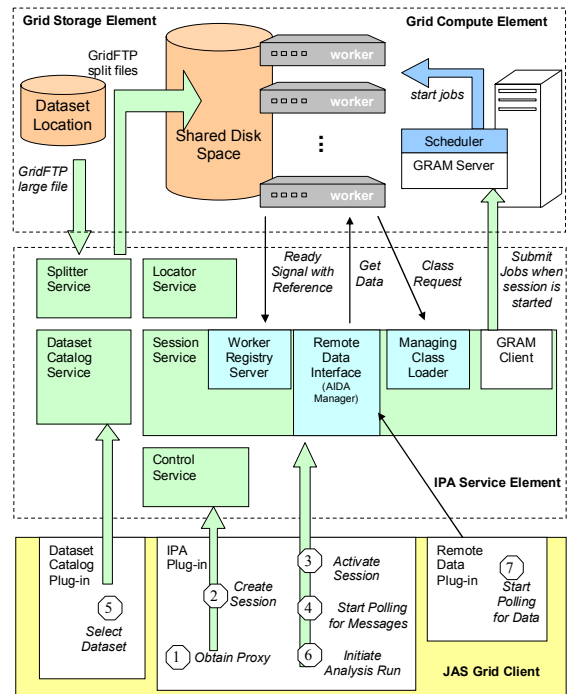 Grid Storage Element
Grid Compute Element
GridFTP
split files
worker
worker
worker
Dataset
Location
Shared Disk
Space
start jobs
Scheduler
GRAM Server
GridFTP
large file
Ready
Signal with
Reference
Get
Data
Class
Request
Submit
Jobs when
session is
started
Splitter
Service
Locator
Service
Dataset
Catalog
Service
Session
Service
Worker
Registry
Server
Remote
Data
Interface
(AIDA
Manager)
Managing
Class
Loader
GRAM
Client
Control
Service
IPA Service Element
Dataset
Catalog
Plug-in
IPA
Plug-in
Remote
Data
Plug-in
5
Select
Dataset
2
Create
Session
1
Obtain Proxy
3
Activate
Session
4
Start Polling
for Messages
6
Initiate
Analysis Run
7
Start
Polling
for Data
JAS Grid Client